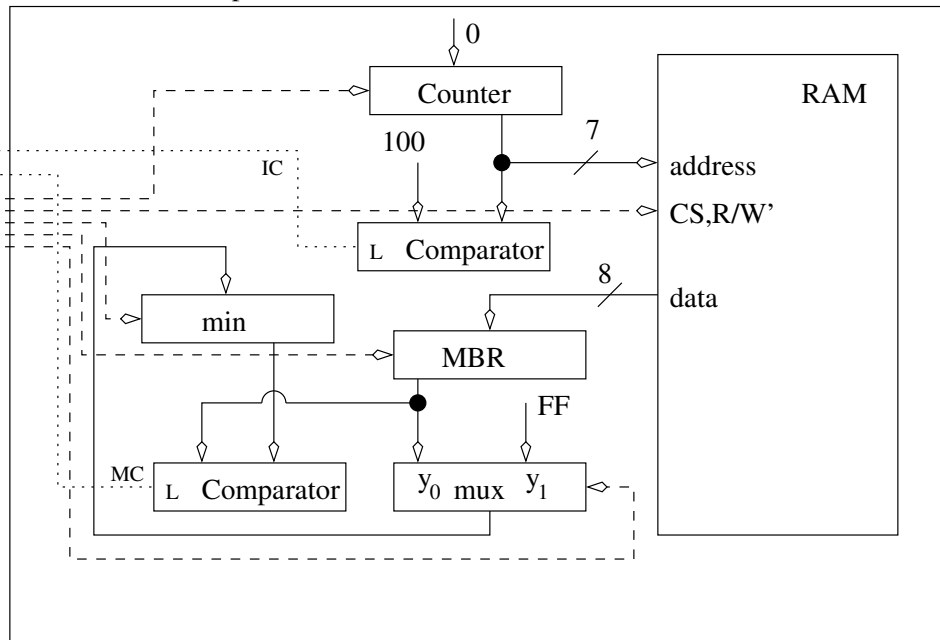 0
Counter
RAM
100
7
IC
address
CS,R/W'
L Comparator
8
data
min
MBR
FF
MC
L Comparator
y0 mux y1